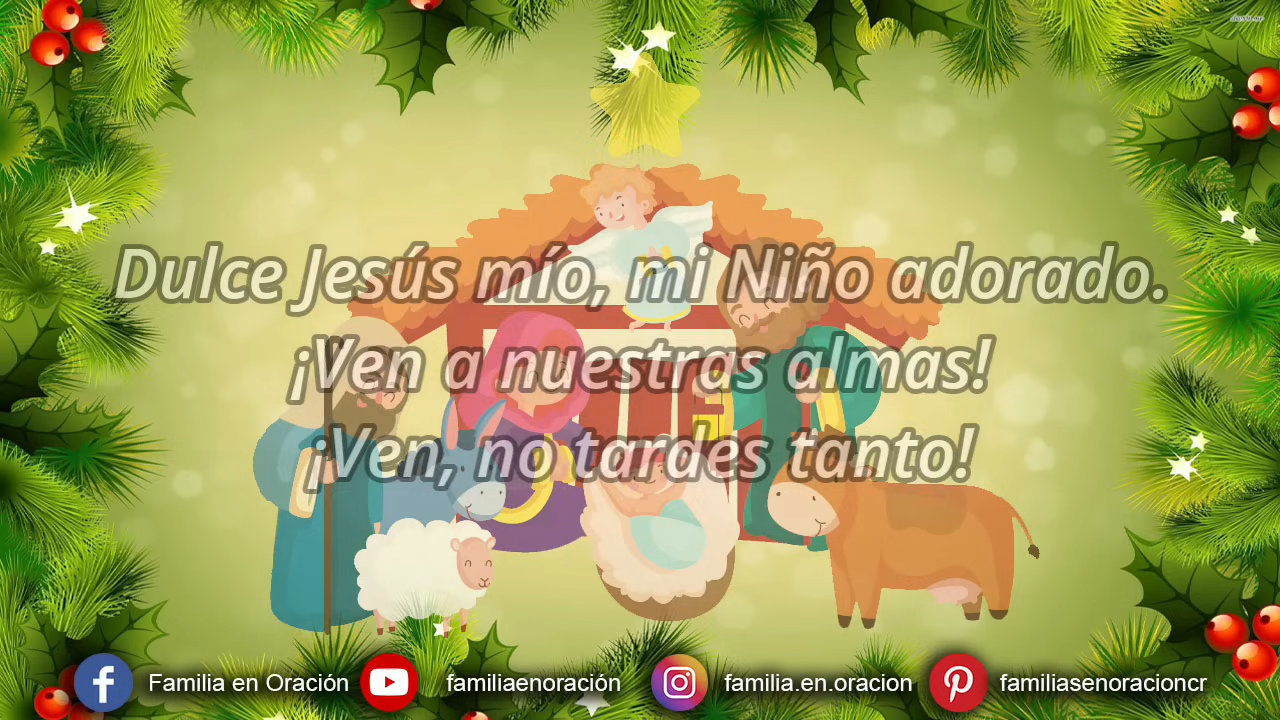 Dulce Jesús mío, mi Niño adorado.
¡Ven a nuestras almas!
¡Ven, no tardes tanto!
Familia en Oración
familiaenoración
familia.en.oracion
familiasenoracioncr